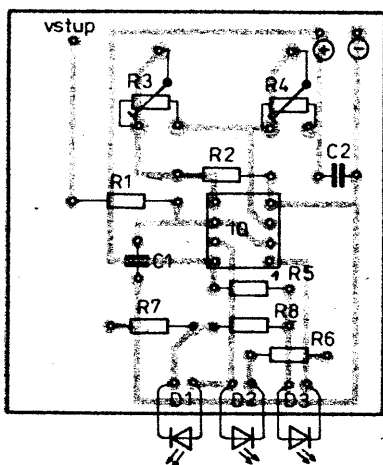 vstup
+ -
R3 R4
R2 C2
R1
IO
C1
R5
R7 R8
R6
D1 D2 D3